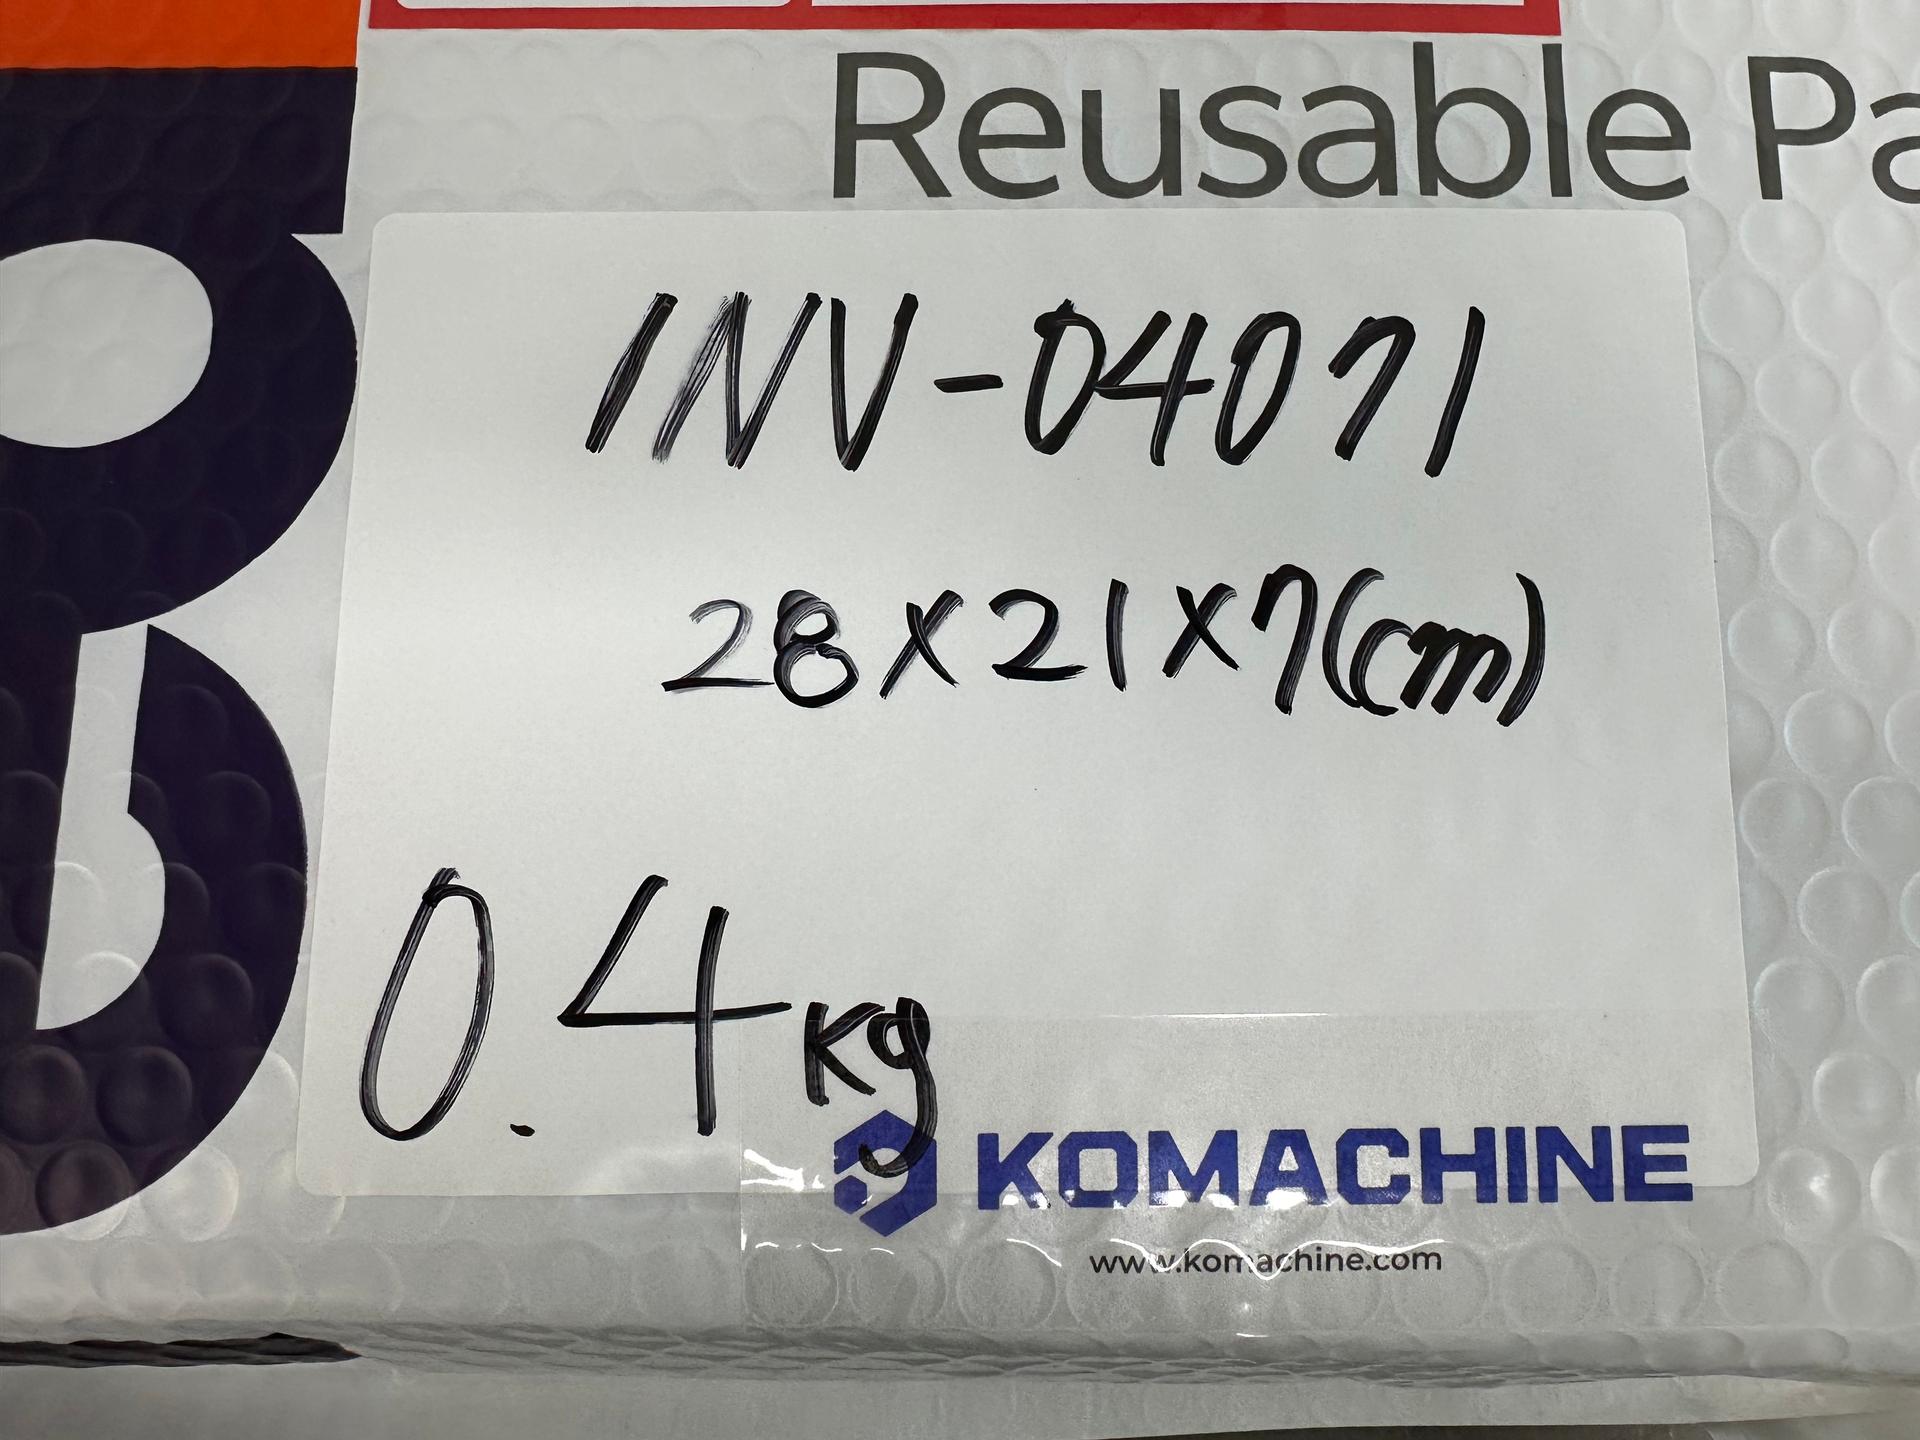 Reusable Pa
INV-04071
28x21x7(cm)
0.4kg
KOMACHINE
www.komachine.com